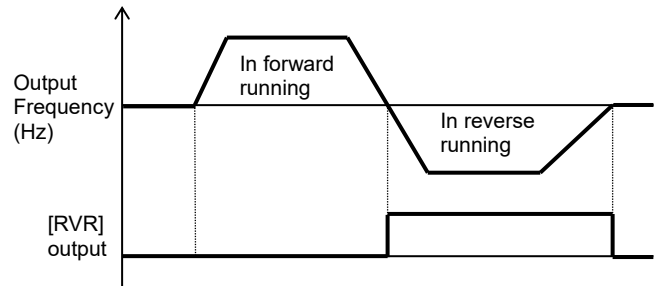 Output
Frequency
(Hz)
In forward
running
In reverse
running
[RVR]
output